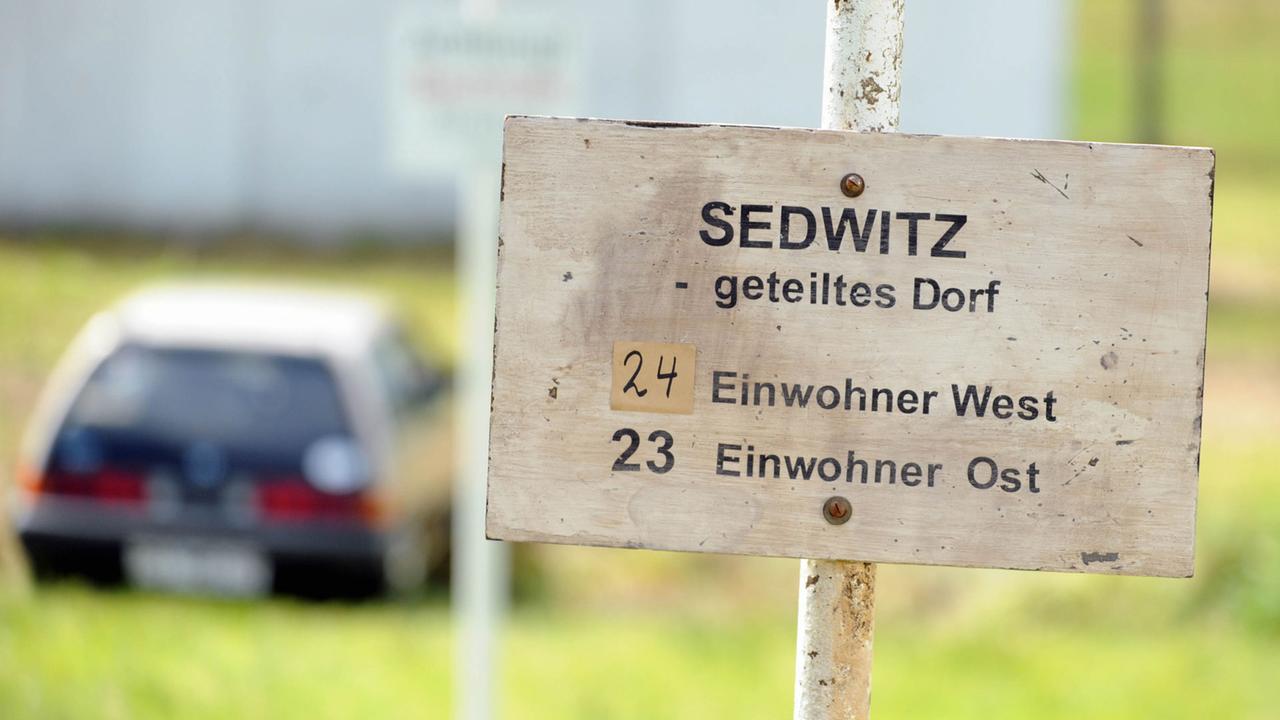 SEDWITZ
- geteiltes Dorf
24 Einwohner West
23 Einwohner Ost